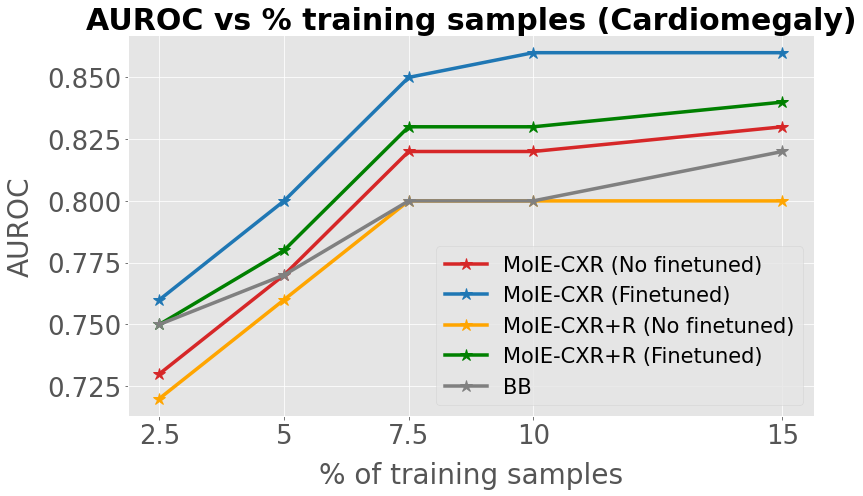 AUROC vs % training samples (Cardiomegaly)
AUROC
0.850
0.825
0.800
0.775
0.750
0.725
MoIE-CXR (No finetuned)
MoIE-CXR (Finetuned)
MoIE-CXR+R (No finetuned)
MoIE-CXR+R (Finetuned)
BB
2.5 5 7.5 10 15
% of training samples